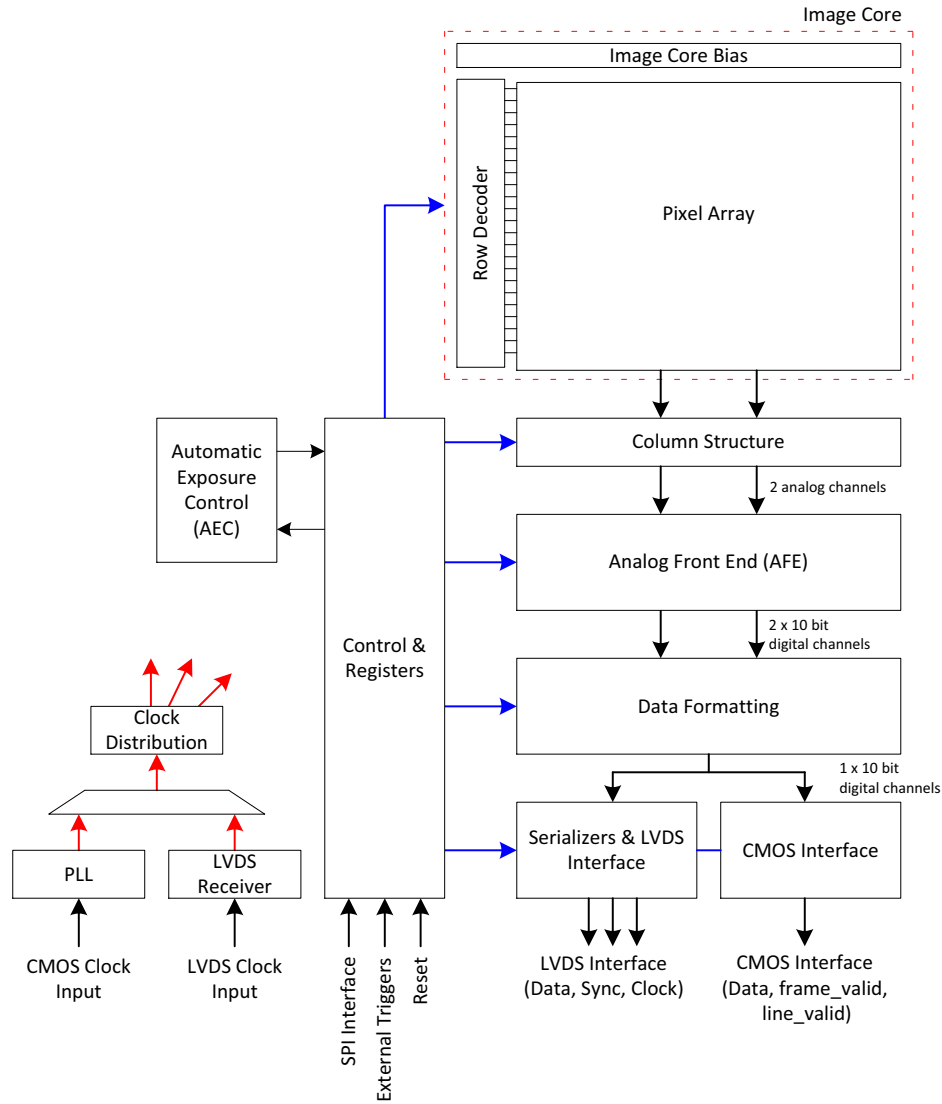 Image Core
Image Core Bias
Row Decoder
Pixel Array
Automatic
Exposure
Control
(AEC)
Column Structure
2 analog channels
Analog Front End (AFE)
2 x 10 bit
digital channels
Control &
Registers
Data Formatting
Clock
Distribution
1 x 10 bit
digital channels
PLL
LVDS
Receiver
Serializers & LVDS
Interface
CMOS Interface
CMOS Clock
Input
LVDS Clock
Input
SPI Interface
External Triggers
Reset
LVDS Interface
(Data, Sync, Clock)
CMOS Interface
(Data, frame_valid,
line_valid)